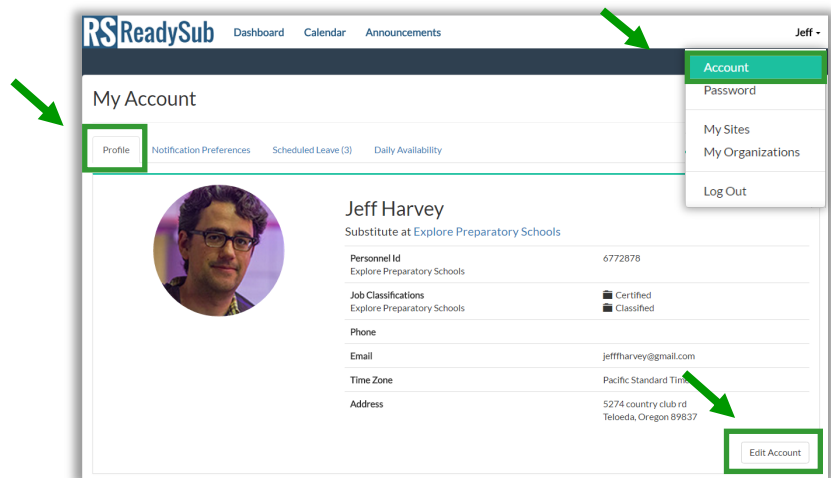 RS ReadySub Dashboard Calendar Announcements Jeff
Account
Password
My Sites
My Organizations
Log Out
My Account
Profile Notification Preferences Scheduled Leave (3) Daily Availability
Jeff Harvey
Substitute at Explore Preparatory Schools
Personnel Id 6772878
Explore Preparatory Schools
Job Classifications Certified
Explore Preparatory Schools Classified
Phone
Email jefffharvey@gmail.com
Time Zone Pacific Standard Time
Address 5274 country club rd
Teloeda, Oregon 89837
Edit Account